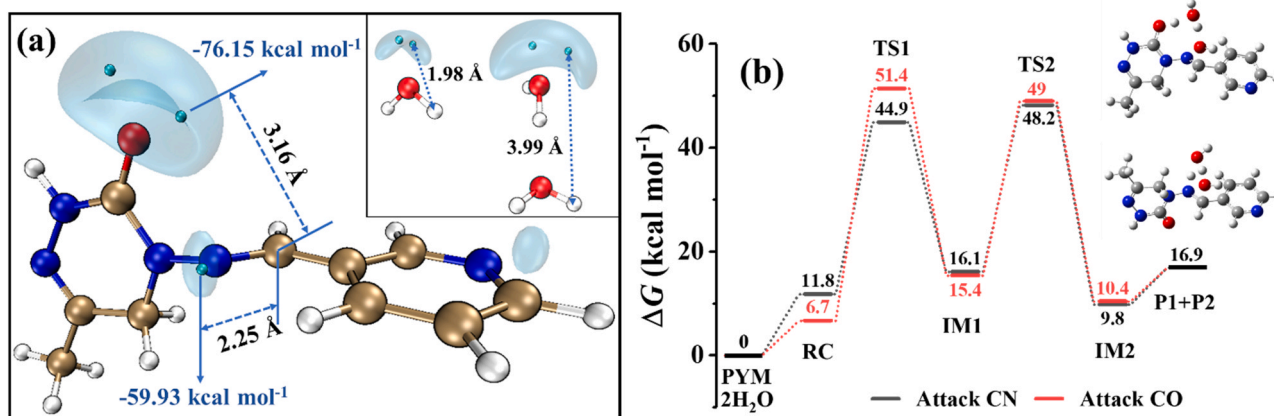 (a)
-76.15 kcal mol⁻¹
3.16 Å
2.25 Å
-59.93 kcal mol⁻¹
1.98 Å
3.99 Å
(b)
ΔG (kcal mol⁻¹)
60
40
20
0
0
PYM
2H₂O
11.8
6.7
RC
TS1
51.4
44.9
16.1
15.4
IM1
TS2
49
48.2
10.4
9.8
IM2
16.9
P1+P2
Attack CN
Attack CO